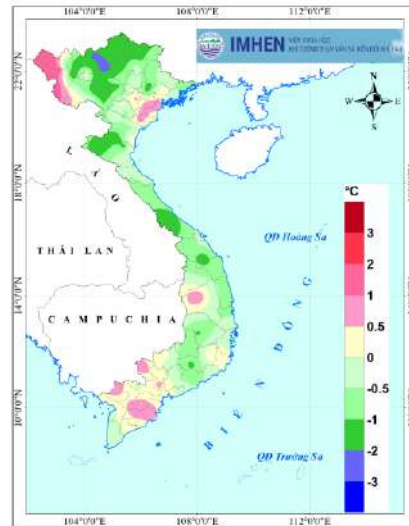 104°0'0"E 108°0'0"E 112°0'0"E
IMHEN
22°0'0"N
N
W E
S
18°0'0"N
14°0'0"N
10°0'0"N
L À O
THÁI LAN
CAMPUCHIA
QĐ Hoàng Sa
BIỂN ĐÔNG
QĐ Trường Sa
°C
3
2
1
0.5
0
-0.5
-1
-2
-3
104°0'0"E 108°0'0"E 112°0'0"E